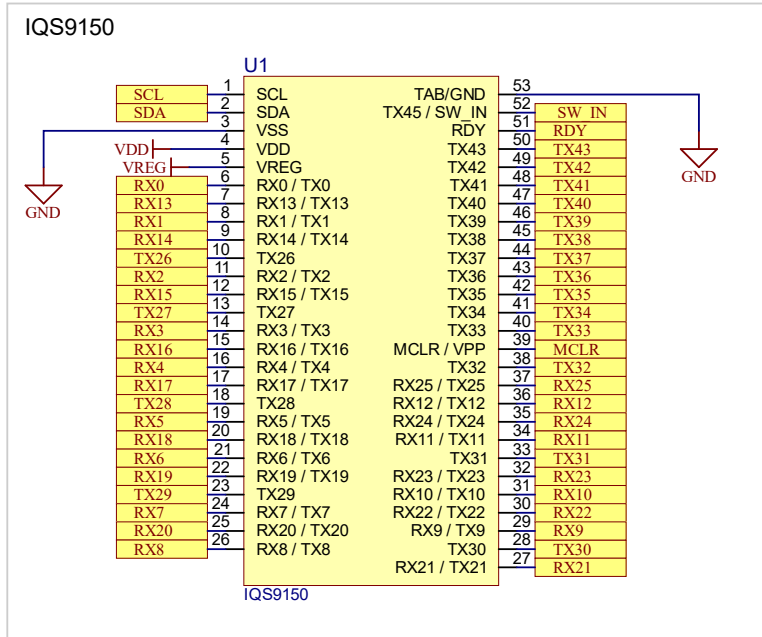 IQS9150
U1
SCL 1 SCL TAB/GND 53
SDA 2 SDA TX45 / SW_IN 52 SW_IN
3 VSS RDY 51 RDY
VDD 4 VDD TX43 50 TX43
VREG 5 VREG TX42 49 TX42
RX0 6 RX0 / TX0 TX41 48 TX41
RX13 7 RX13 / TX13 TX40 47 TX40
RX1 8 RX1 / TX1 TX39 46 TX39
RX14 9 RX14 / TX14 TX38 45 TX38
TX26 10 TX26 TX37 44 TX37
RX2 11 RX2 / TX2 TX36 43 TX36
RX15 12 RX15 / TX15 TX35 42 TX35
TX27 13 TX27 TX34 41 TX34
RX3 14 RX3 / TX3 TX33 40 TX33
RX16 15 RX16 / TX16 MCLR / VPP 39 MCLR
RX4 16 RX4 / TX4 TX32 38 TX32
RX17 17 RX17 / TX17 RX25 / TX25 37 RX25
TX28 18 TX28 RX12 / TX12 36 RX12
RX5 19 RX5 / TX5 RX24 / TX24 35 RX24
RX18 20 RX18 / TX18 RX11 / TX11 34 RX11
RX6 21 RX6 / TX6 TX31 33 TX31
RX19 22 RX19 / TX19 RX23 / TX23 32 RX23
TX29 23 TX29 RX10 / TX10 31 RX10
RX7 24 RX7 / TX7 RX22 / TX22 30 RX22
RX20 25 RX20 / TX20 RX9 / TX9 29 RX9
RX8 26 RX8 / TX8 TX30 28 TX30
RX21 / TX21 27 RX21
GND
GND
IQS9150